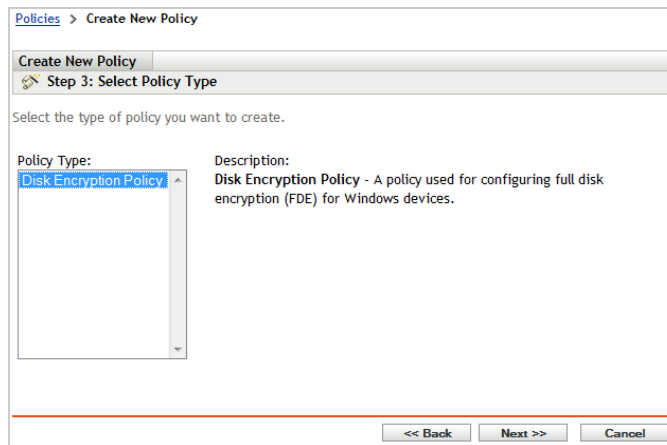 Policies > Create New Policy
Create New Policy
Step 3: Select Policy Type
Select the type of policy you want to create.
Policy Type:
Description:
Disk Encryption Policy
Disk Encryption Policy - A policy used for configuring full disk
encryption (FDE) for Windows devices.
<< Back
Next >>
Cancel